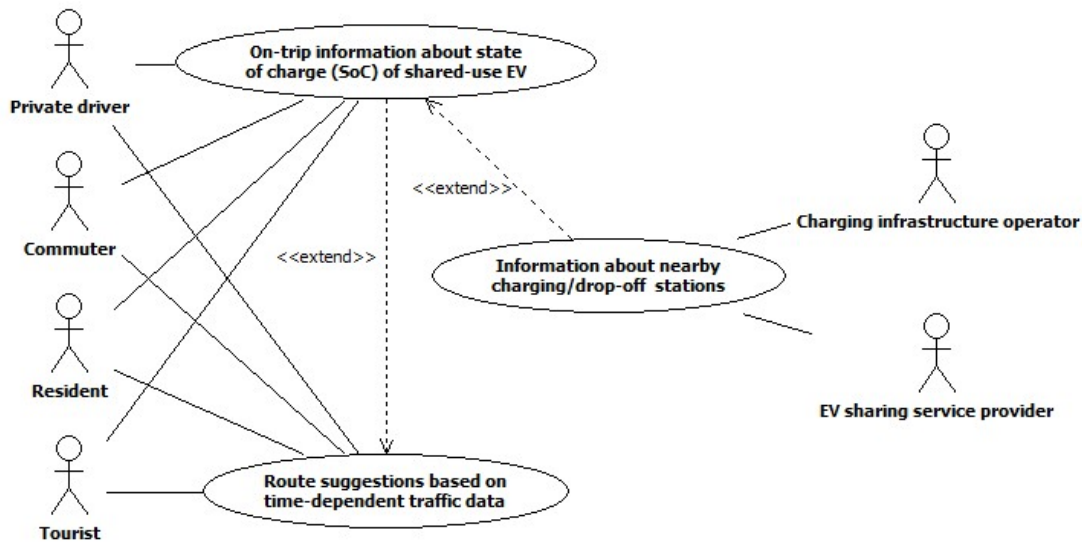 On-trip information about state
of charge (SoC) of shared-use EV
Private driver
<<extend>>
Charging infrastructure operator
Commuter
<<extend>>
Information about nearby
charging/drop-off stations
Resident
EV sharing service provider
Route suggestions based on
time-dependent traffic data
Tourist